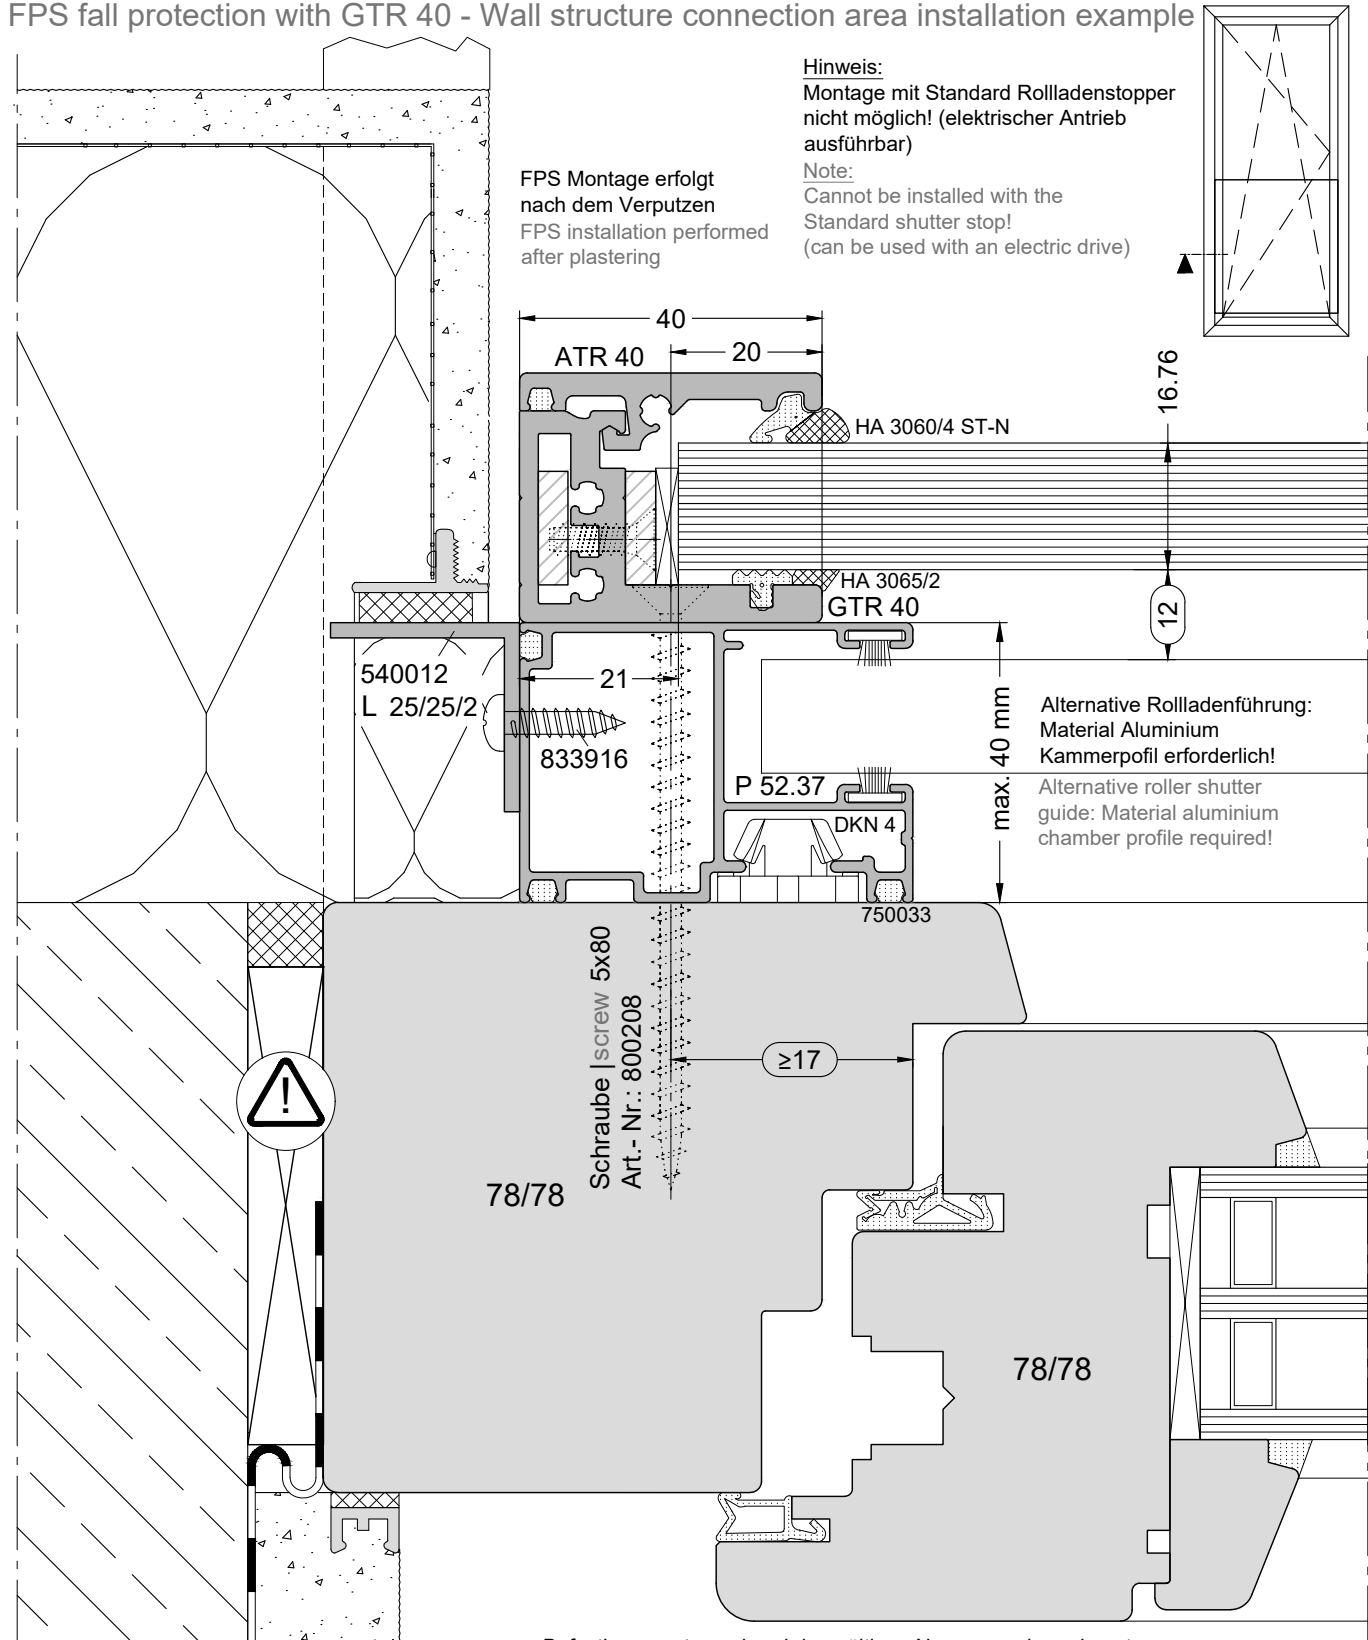 FPS fall protection with GTR 40 - Wall structure connection area installation example
Hinweis:
Montage mit Standard Rollladenstopper
nicht möglich! (elektrischer Antrieb
ausführbar)
Note:
Cannot be installed with the
Standard shutter stop!
(can be used with an electric drive)
FPS Montage erfolgt
nach dem Verputzen
FPS installation performed
after plastering
40
ATR 40
20
16.76
HA 3060/4 ST-N
HA 3065/2
GTR 40
12
540012
L 25/25/2
21
833916
P 52.37
DKN 4
max. 40 mm
Alternative Rollladenführung:
Material Aluminium
Kammerpofil erforderlich!
Alternative roller shutter
guide: Material aluminium
chamber profile required!
750033
Schraube |screw 5x80
Art.- Nr.: 800208
≥17
!
78/78
78/78